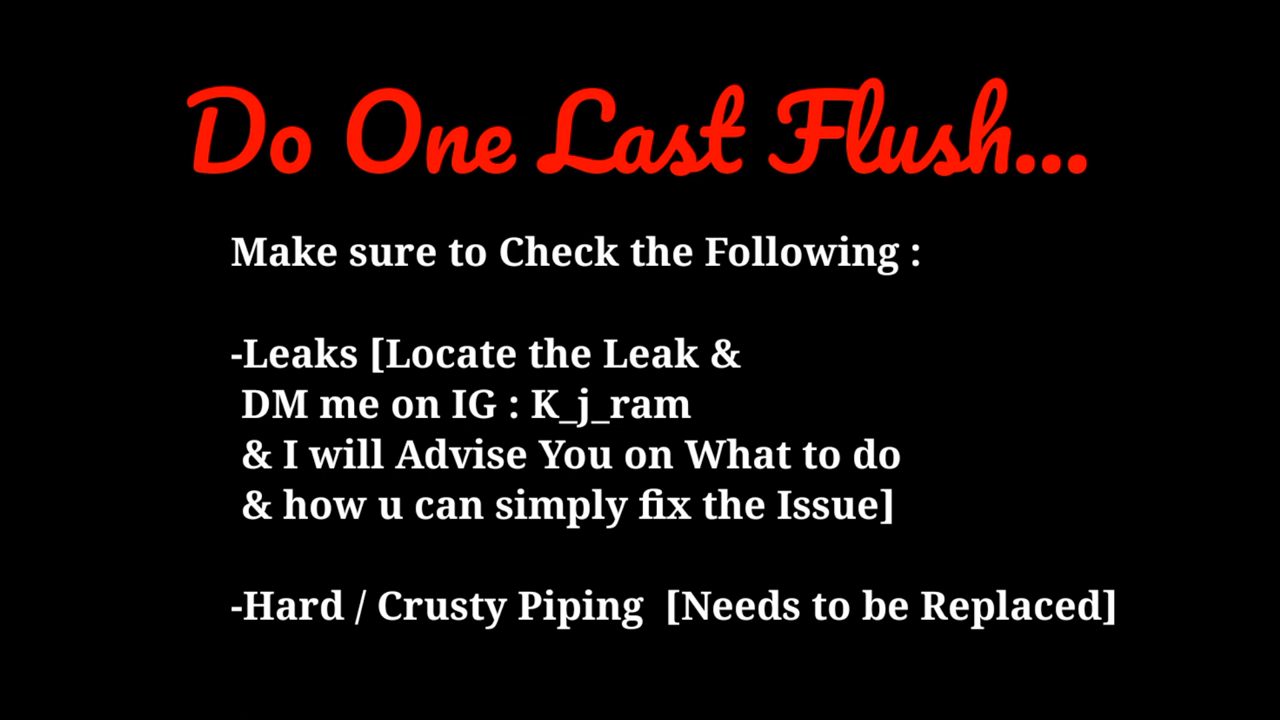 Do One Last Flush...
Make sure to Check the Following :
-Leaks [Locate the Leak &
DM me on IG : K_j_ram
& I will Advise You on What to do
& how u can simply fix the Issue]
-Hard / Crusty Piping [Needs to be Replaced]